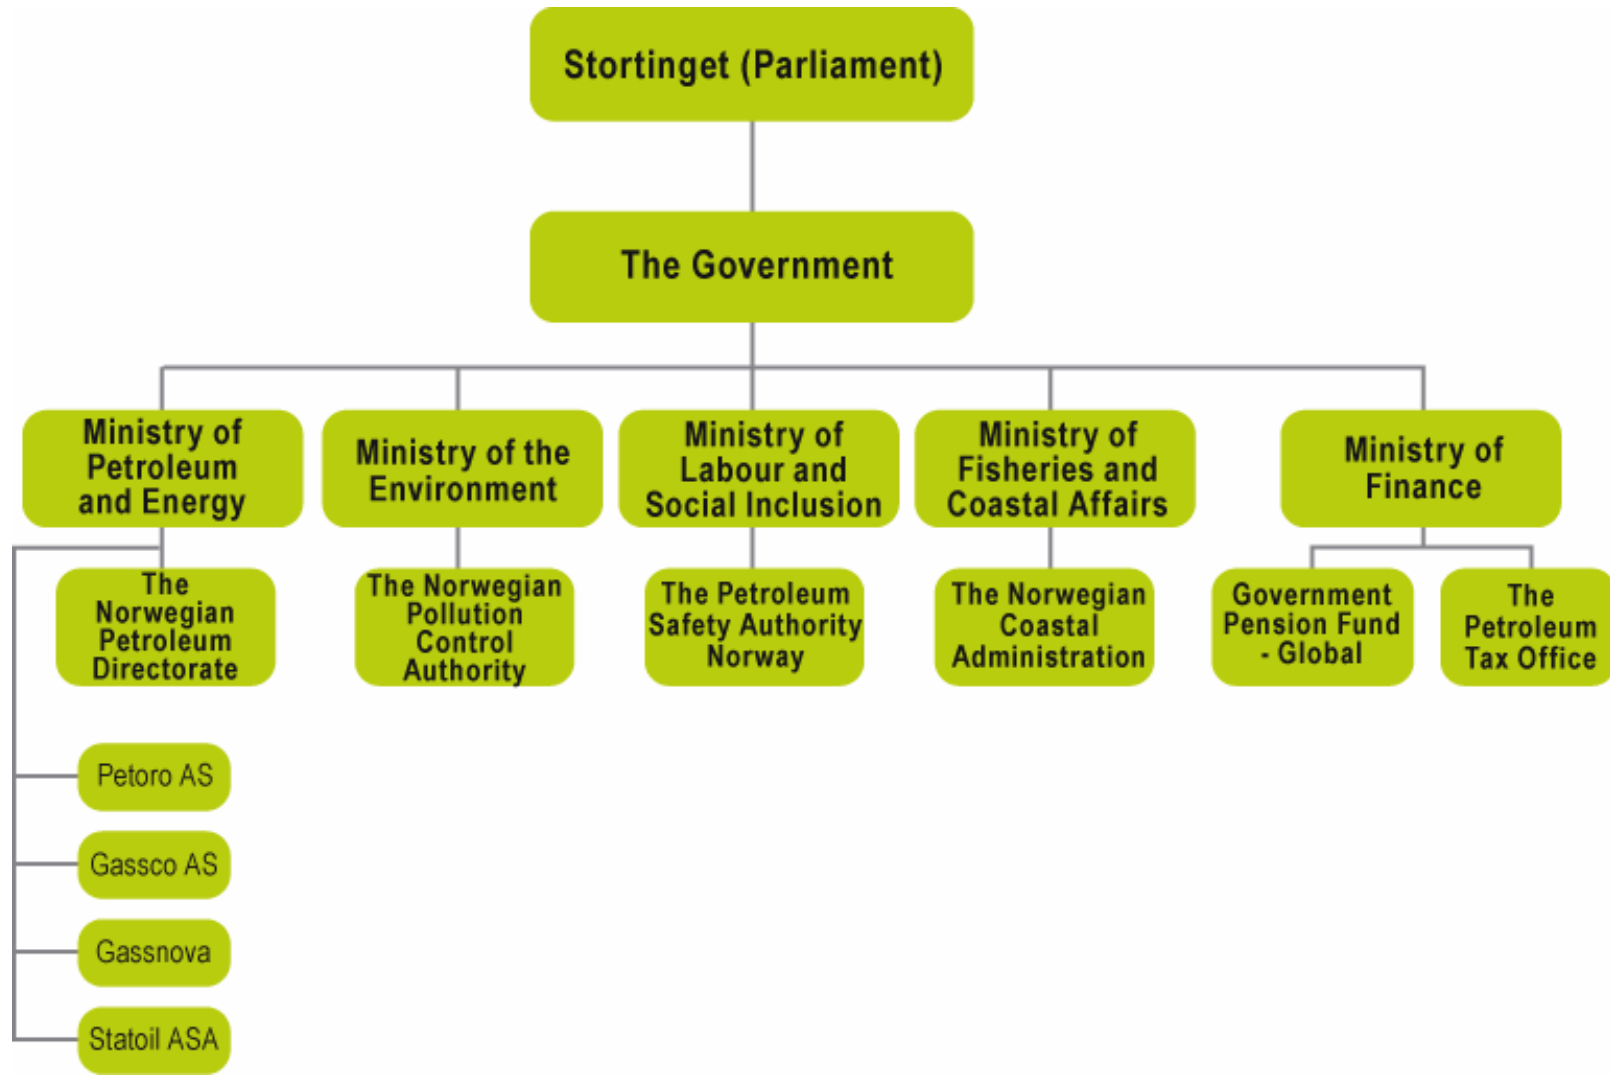 Stortinget (Parliament)
The Government
Ministry of
Petroleum
and Energy
Ministry of the
Environment
Ministry of
Labour and
Social Inclusion
Ministry of
Fisheries and
Coastal Affairs
Ministry of
Finance
The
Norwegian
Petroleum
Directorate
The Norwegian
Pollution
Control
Authority
The Petroleum
Safety Authority
Norway
The Norwegian
Coastal
Administration
Government
Pension Fund
- Global
The
Petroleum
Tax Office
Petoro AS
Gassco AS
Gassnova
Statoil ASA